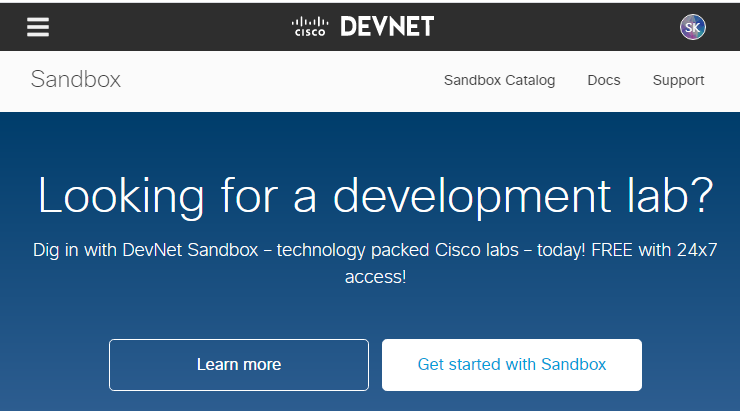 CISCO DEVNET
SK
Sandbox
Sandbox Catalog
Docs
Support
Looking for a development lab?
Dig in with DevNet Sandbox – technology packed Cisco labs – today! FREE with 24x7
access!
Learn more
Get started with Sandbox